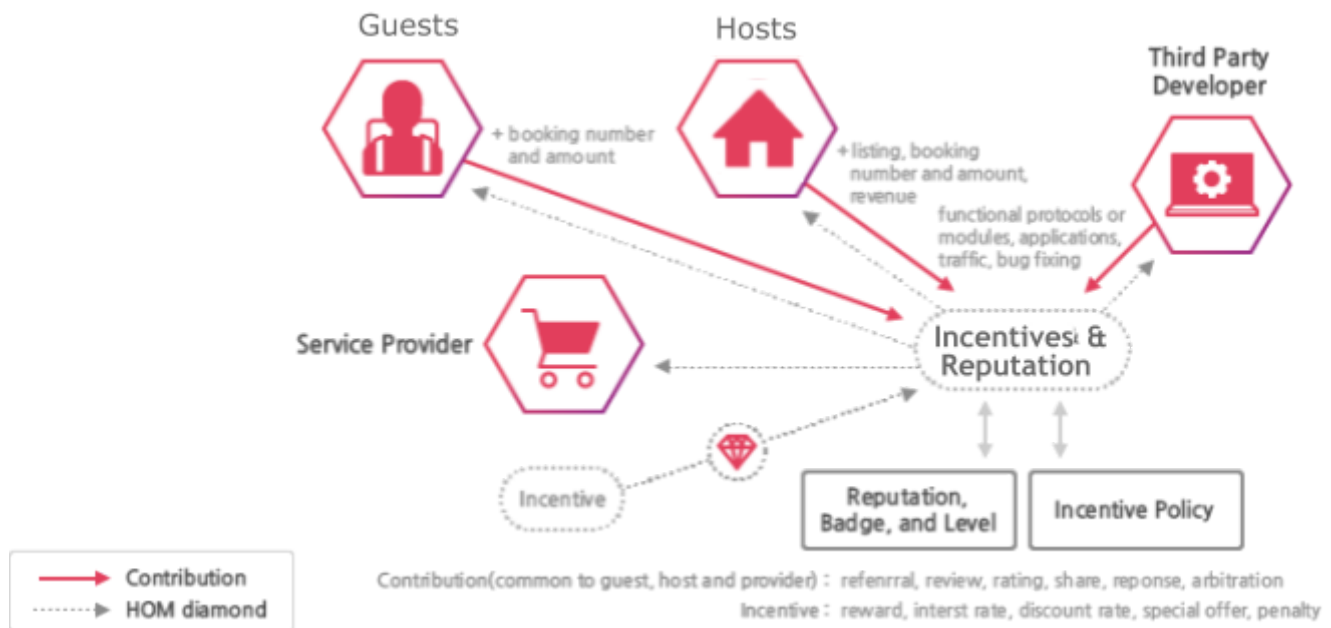 Guests
Hosts
Third Party
Developer
+ booking number
and amount
+ listing, booking
number and amount,
revenue
functional protocols or
modules, applications,
traffic, bug fixing
Service Provider
Incentives &
Reputation
Incentive
Reputation,
Badge, and Level
Incentive Policy
Contribution
HOM diamond
Contribution(common to guest, host and provider) : refenrral, review, rating, share, reponse, arbitration
Incentive : reward, interst rate, discount rate, special offer, penalty